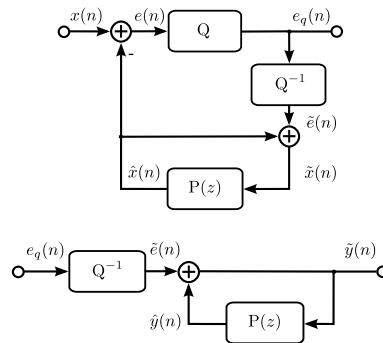 x(n) e(n) Q e_q(n)
-
Q⁻¹
ẽ(n)
x̂(n) P(z) x̃(n)
e_q(n) Q⁻¹ ẽ(n) ỹ(n)
ŷ(n) P(z)